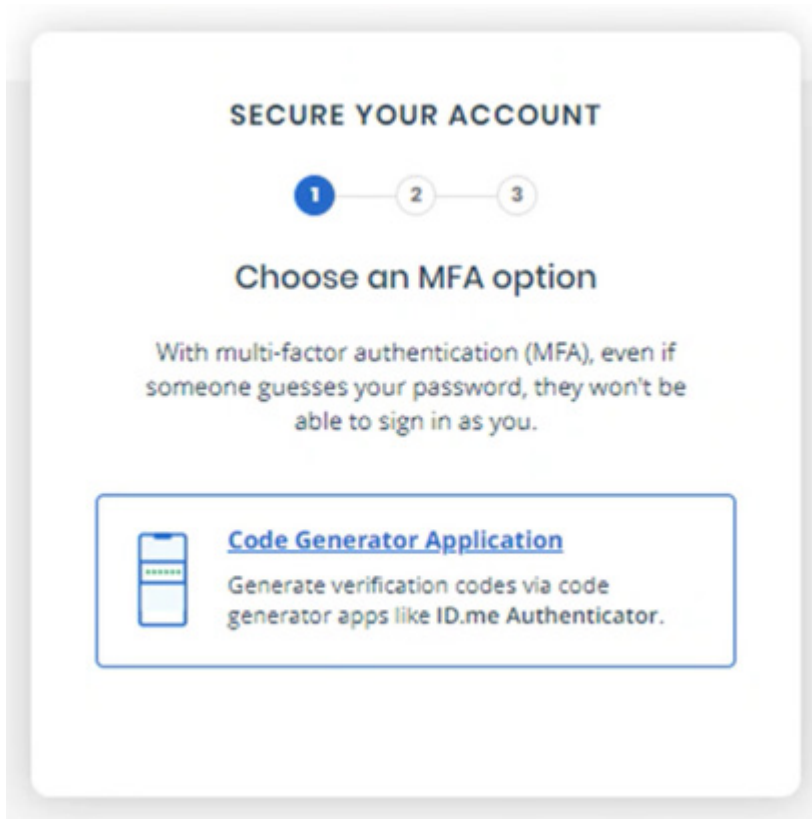 SECURE YOUR ACCOUNT
1 2 3
Choose an MFA option
With multi-factor authentication (MFA), even if
someone guesses your password, they won't be
able to sign in as you.
Code Generator Application
Generate verification codes via code
generator apps like ID.me Authenticator.